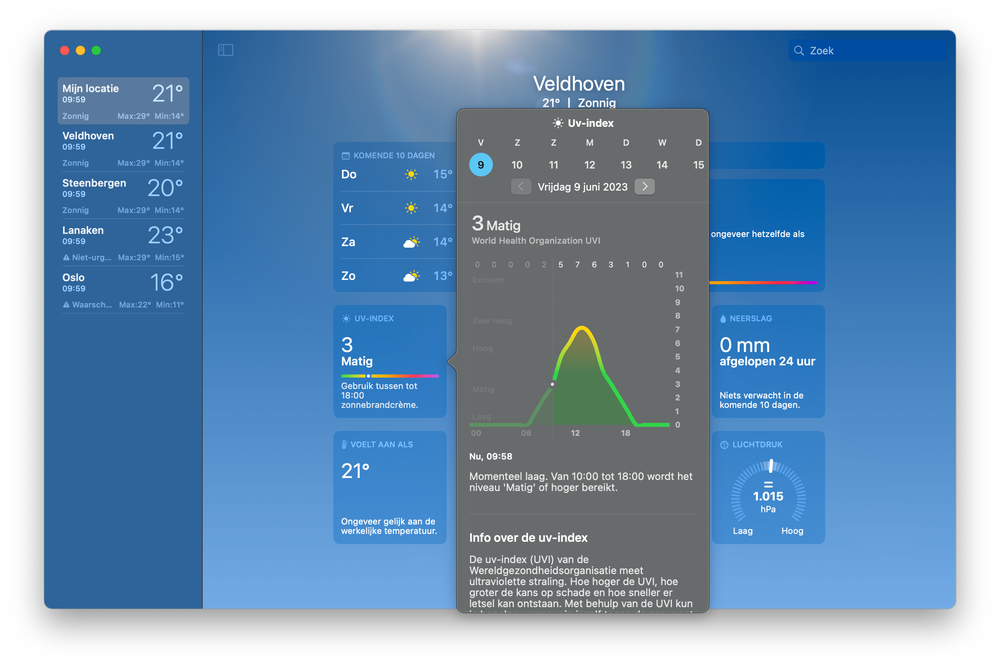 Zoek
Mijn locatie
21°
09:59
Zonnig Max:29° Min:14°
Veldhoven
21°
09:59
Zonnig Max:29° Min:14°
Steenbergen
20°
09:59
Zonnig Max:29° Min:14°
Lanaken
23°
09:59
Niet-urg... Max:29° Min:15°
Oslo
16°
09:59
Waarsch... Max:22° Min:11°
Veldhoven
21° | Zonnig
KOMENDE 10 DAGEN
Do 15°
Vr 14°
Za 14°
Zo 13°
UV-INDEX
3
Matig
Gebruik tussen tot
18:00
zonnebrandcrème.
VOELT AAN ALS
21°
Ongeveer gelijk aan de
werkelijke temperatuur.
Uv-index
V Z Z M D W D
9 10 11 12 13 14 15
Vrijdag 9 juni 2023
3 Matig
World Health Organization UVI
0 0 0 0 2 5 7 6 3 1 0 0
11
Extreem
10
9
8
Zeer hoog
7
6
Hoog
5
4
3
Matig
2
1
Laag
0
00 06 12 18
Nu, 09:58
Momenteel laag. Van 10:00 tot 18:00 wordt het
niveau 'Matig' of hoger bereikt.
Info over de uv-index
De uv-index (UVI) van de
Wereldgezondheidsorganisatie meet
ultraviolette straling. Hoe hoger de UVI, hoe
groter de kans op schade en hoe sneller er
letsel kan ontstaan. Met behulp van de UVI kun
ongeveer hetzelfde als
NEERSLAG
0 mm
afgelopen 24 uur
Niets verwacht in de
komende 10 dagen.
LUCHTDRUK
=
1.015
hPa
Laag Hoog